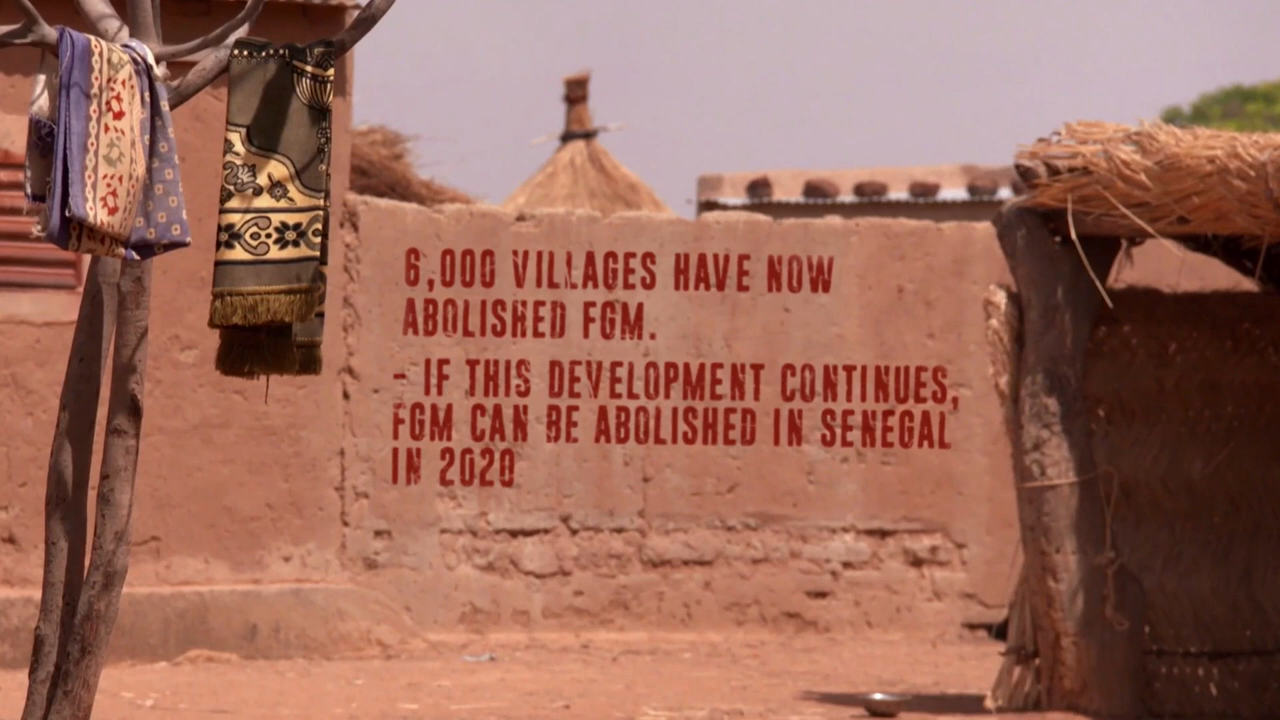 6,000 VILLAGES HAVE NOW
ABOLISHED FGM.
- IF THIS DEVELOPMENT CONTINUES,
FGM CAN BE ABOLISHED IN SENEGAL
IN 2020